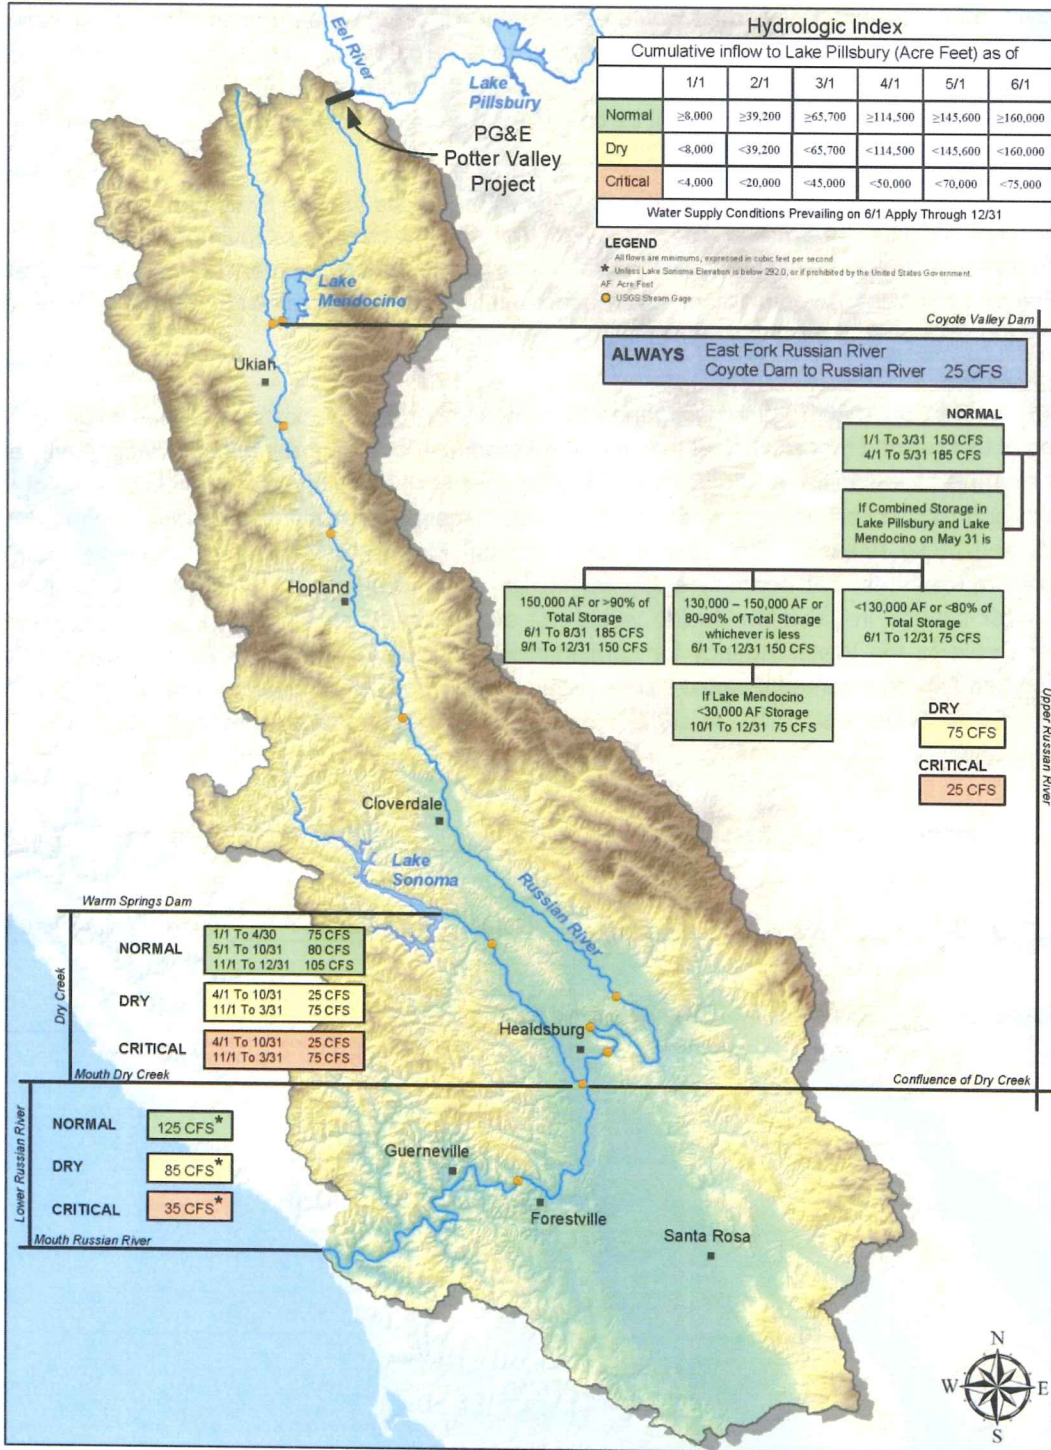 Hydrologic Index
Cumulative inflow to Lake Pillsbury (Acre Feet) as of
1/1 2/1 3/1 4/1 5/1 6/1
Normal ≥8,000 ≥39,200 ≥65,700 ≥114,500 ≥145,600 ≥160,000
Dry <8,000 <39,200 <65,700 <114,500 <145,600 <160,000
Critical <4,000 <20,000 <45,000 <50,000 <70,000 <75,000
Water Supply Conditions Prevailing on 6/1 Apply Through 12/31
LEGEND
All flows are minimums, expressed in cubic feet per second
* Unless Lake Sonoma Elevation is below 292.0, or if prohibited by the United States Government
AF Acre Feet
USGS Stream Gage
Eel River
Lake
Pillsbury
PG&E
Potter Valley
Project
Lake
Mendocino
Coyote Valley Dam
ALWAYS East Fork Russian River
Coyote Dam to Russian River 25 CFS
Ukiah
NORMAL
1/1 To 3/31 150 CFS
4/1 To 5/31 185 CFS
If Combined Storage in
Lake Pillsbury and Lake
Mendocino on May 31 is
150,000 AF or >90% of
Total Storage
6/1 To 8/31 185 CFS
9/1 To 12/31 150 CFS
130,000 – 150,000 AF or
80-90% of Total Storage
whichever is less
6/1 To 12/31 150 CFS
<130,000 AF or <80% of
Total Storage
6/1 To 12/31 75 CFS
If Lake Mendocino
<30,000 AF Storage
10/1 To 12/31 75 CFS
DRY
75 CFS
CRITICAL
25 CFS
Upper Russian River
Hopland
Cloverdale
Lake
Sonoma
Russian River
Warm Springs Dam
NORMAL
1/1 To 4/30 75 CFS
5/1 To 10/31 80 CFS
11/1 To 12/31 105 CFS
DRY
4/1 To 10/31 25 CFS
11/1 To 3/31 75 CFS
CRITICAL
4/1 To 10/31 25 CFS
11/1 To 3/31 75 CFS
Dry Creek
Healdsburg
Mouth Dry Creek
Confluence of Dry Creek
NORMAL 125 CFS*
DRY 85 CFS*
CRITICAL 35 CFS*
Lower Russian River
Mouth Russian River
Guerneville
Forestville
Santa Rosa
N
W E
S